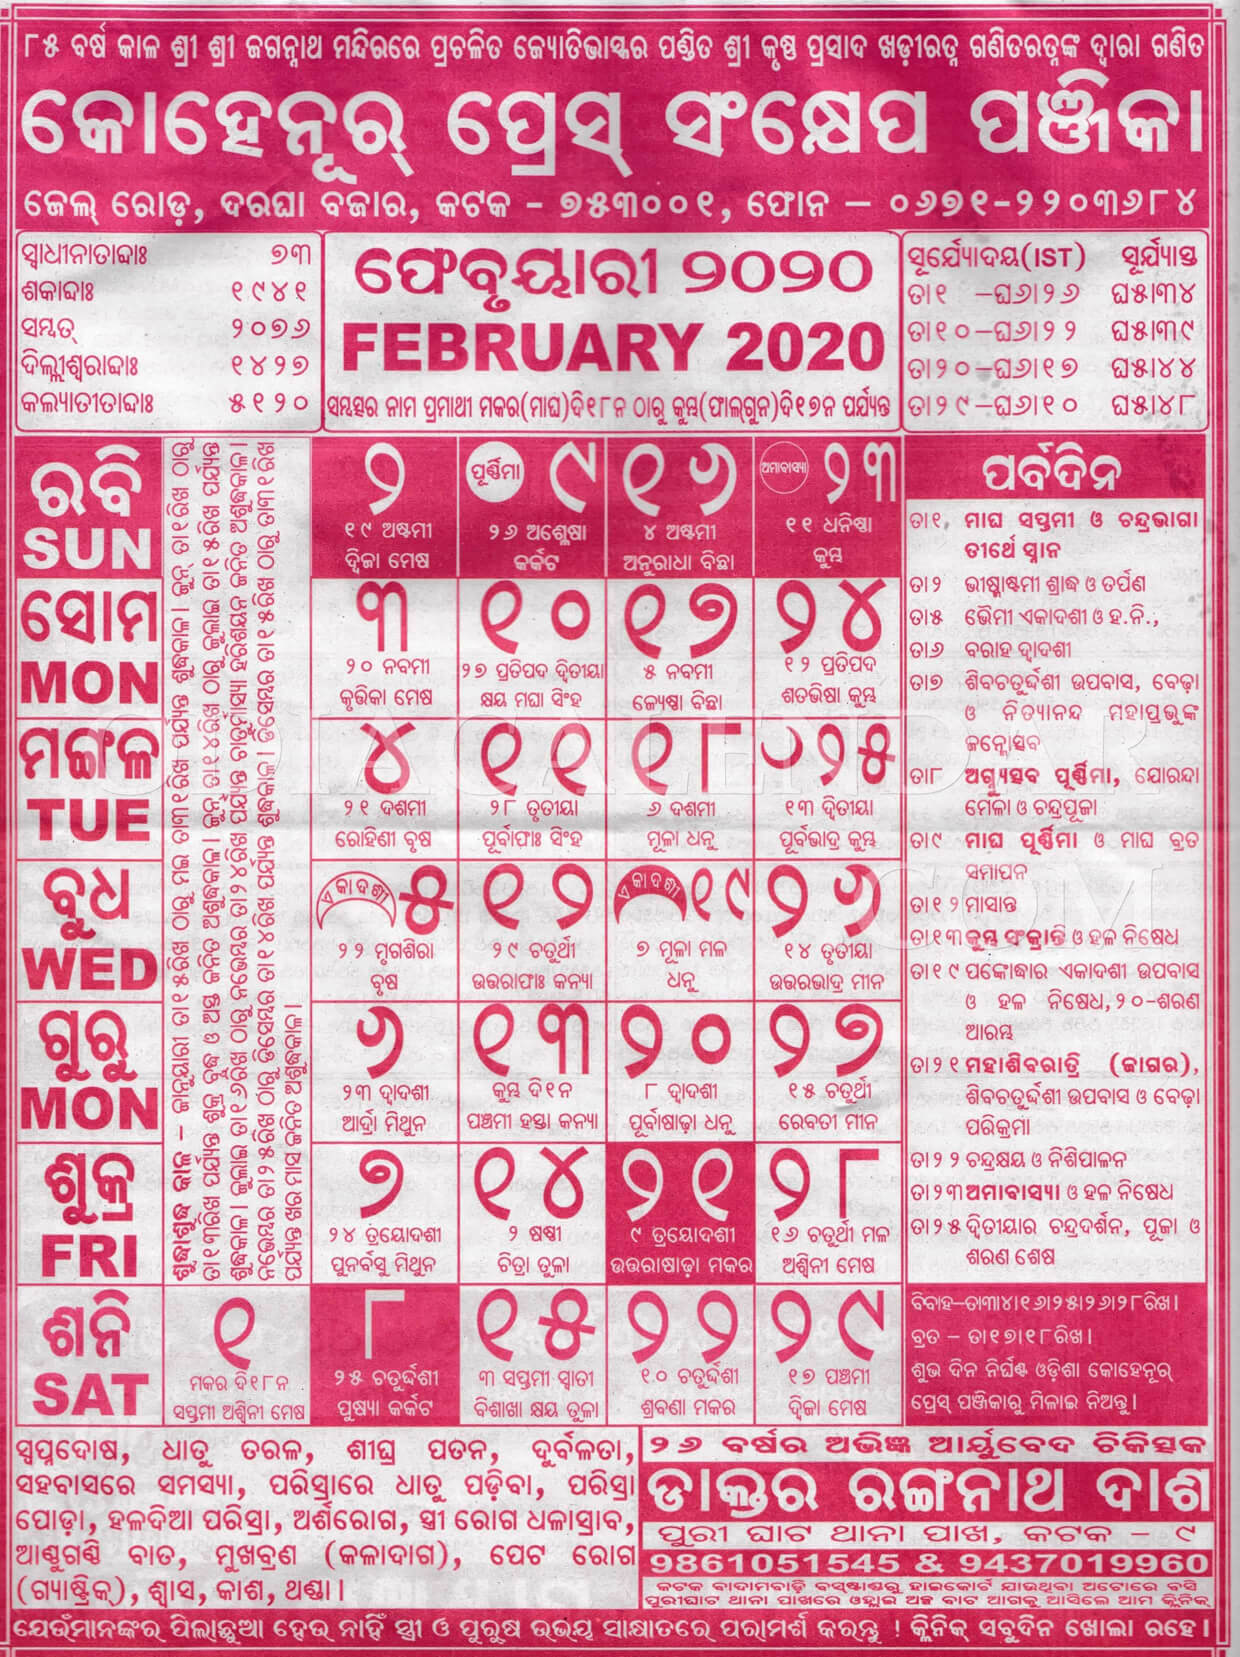 ୮୫ ବର୍ଷ କାଳ ଶ୍ରୀ ଶ୍ରୀ ଜଗନ୍ନାଥ ମନ୍ଦିରରେ ପ୍ରଚଳିତ ଜ୍ୟୋତିଭାସ୍କର ପଣ୍ଡିତ ଶ୍ରୀ କୃଷ୍ଣ ପ୍ରସାଦ ଖଡ଼ୀରତ୍ନ ଗଣିତରତ୍ନଙ୍କ ଦ୍ୱାରା ଗଣିତ
କୋହେନୂର୍ ପ୍ରେସ୍ ସଂକ୍ଷେପ ପଞ୍ଜିକା
ଜେଲ୍ ରୋଡ଼, ଦରଘା ବଜାର, କଟକ - ୭୫୩୦୦୧, ଫୋନ – ୦୬୭୧-୨୨୦୩୬୮୪
ସ୍ୱାଧୀନାତାବ୍ଦାଃ ୭୩
ଶକାବ୍ଦାଃ ୧୯୪୧
ସମ୍ଭତ୍ ୨୦୭୬
ଦିଲ୍ଲୀଶ୍ୱରାବ୍ଦାଃ ୧୪୨୭
କଲ୍ୟାତୀତାବ୍ଦାଃ ୫୧୨୦
ଫେବୃୟାରୀ ୨୦୨୦
FEBRUARY 2020
ସମ୍ଭତ୍ସର ନାମ ପ୍ରମାଥୀ ମକର(ମାଘ)ଦି୧୮ନ ଠାରୁ କୁମ୍ଭ(ଫାଲ୍‌ଗୁନ)ଦି୧୭ନ ପର୍ଯ୍ୟନ୍ତ
ସୂର୍ଯ୍ୟୋଦୟ(IST) ସୂର୍ଯ୍ୟାସ୍ତ
ତା୧ –ଘ୬।୨୬ ଘ୫।୩୪
ତା୧୦–ଘ୬।୨୨ ଘ୫।୩୯
ତା୨୦–ଘ୬।୧୭ ଘ୫।୪୪
ତା୨୯–ଘ୬।୧୦ ଘ୫।୪୮
ରବି
SUN
୨
୧୯ ଅଷ୍ଟମୀ
ଦ୍ୱିଜା ମେଷ
ପୂର୍ଣ୍ଣିମା ୯
୨୬ ଅଶ୍ଳେଷା
କର୍କଟ
୧୬
୪ ଅଷ୍ଟମୀ
ଅନୁରାଧା ବିଛା
ଅମାବାସ୍ୟା ୨୩
୧୧ ଧନିଷ୍ଠା
କୁମ୍ଭ
ସୋମ
MON
୩
୨୦ ନବମୀ
କୃତ୍ତିକା ମେଷ
୧୦
୨୭ ପ୍ରତିପଦ ଦ୍ୱିତୀୟା
କ୍ଷୟ ମଘା ସିଂହ
୧୭
୫ ନବମୀ
ଜ୍ୟେଷ୍ଠା ବିଛା
୨୪
୧୨ ପ୍ରତିପଦ
ଶତଭିଷା କୁମ୍ଭ
ମଙ୍ଗଳ
TUE
୪
୨୧ ଦଶମୀ
ରୋହିଣୀ ବୃଷ
୧୧
୨୮ ତୃତୀୟା
ପୂର୍ବାଫାଃ ସିଂହ
୧୮
୬ ଦଶମୀ
ମୂଳା ଧନୁ
୨୫
୧୩ ଦ୍ୱିତୀୟା
ପୂର୍ବଭାଦ୍ର କୁମ୍ଭ
ବୁଧ
WED
ଏକାଦଶୀ ୫
୨୨ ମୃଗଶିରା
ବୃଷ
୧୨
୨୯ ଚତୁର୍ଥୀ
ଉତ୍ତରାଫାଃ କନ୍ୟା
ଏକାଦଶୀ ୧୯
୭ ମୂଳା ମଳ
ଧନୁ
୨୬
୧୪ ତୃତୀୟା
ଉତ୍ତରଭାଦ୍ର ମୀନ
ଗୁରୁ
MON
୬
୨୩ ଦ୍ୱାଦଶୀ
ଆର୍ଦ୍ରା ମିଥୁନ
୧୩
କୁମ୍ଭ ଦି୧ନ
ପଞ୍ଚମୀ ହସ୍ତା କନ୍ୟା
୨୦
୮ ଦ୍ୱାଦଶୀ
ପୂର୍ବାଷାଢ଼ା ଧନୁ
୨୭
୧୫ ଚତୁର୍ଥୀ
ରେବତୀ ମୀନ
ଶୁକ୍ର
FRI
୭
୨୪ ତ୍ରୟୋଦଶୀ
ପୁନର୍ବସୁ ମିଥୁନ
୧୪
୨ ଷଷ୍ଠୀ
ଚିତ୍ରା ତୁଳା
୨୧
୯ ତ୍ରୟୋଦଶୀ
ଉତ୍ତରାଷାଢ଼ା ମକର
୨୮
୧୬ ଚତୁର୍ଥୀ ମଳ
ଅଶ୍ୱିନୀ ମେଷ
ଶନି
SAT
୧
ମକର ଦି୧୮ନ
ସପ୍ତମୀ ଅଶ୍ୱିନୀ ମେଷ
୮
୨୫ ଚତୁର୍ଦ୍ଦଶୀ
ପୁଷ୍ୟା କର୍କଟ
୧୫
୩ ସପ୍ତମୀ ସ୍ୱାତୀ
ବିଶାଖା କ୍ଷୟ ତୁଳା
୨୨
୧୦ ଚତୁର୍ଦ୍ଦଶୀ
ଶ୍ରବଣା ମକର
୨୯
୧୭ ପଞ୍ଚମୀ
ଦ୍ୱିଜା ମେଷ
ପର୍ବଦିନ
ତା୧, ମାଘ ସପ୍ତମୀ ଓ ଚନ୍ଦ୍ରଭାଗା
ତୀର୍ଥେ ସ୍ନାନ
ତା୨ ଭୀଷ୍ମାଷ୍ଟମୀ ଶ୍ରାଦ୍ଧ ଓ ତର୍ପଣ
ତା୫ ଭୈମୀ ଏକାଦଶୀ ଓ ହ.ନି.,
ତା୬ ବରାହ ଦ୍ୱାଦଶୀ
ତା୭ ଶିବଚତୁର୍ଦ୍ଦଶୀ ଉପବାସ, ବେଢ଼ା
ଓ ନିତ୍ୟାନନ୍ଦ ମହାପ୍ରଭୁଙ୍କ
ଜନ୍ମୋତ୍ସବ
ତା୮ ଅଗ୍ନ୍ୟୁତ୍ସବ ପୂର୍ଣ୍ଣିମା, ଯୋରନ୍ଦା
ମେଳା ଓ ଚନ୍ଦ୍ରପୂଜା
ତା୯ ମାଘ ପୂର୍ଣ୍ଣିମା ଓ ମାଘ ବ୍ରତ
ସମାପନ
ତା୧୨ ମାସାନ୍ତ
ତା୧୩ କୁମ୍ଭ ସଂକ୍ରାନ୍ତି ଓ ହଳ ନିଷେଧ
ତା୧୯ ପଙ୍କୋଦ୍ଧାର ଏକାଦଶୀ ଉପବାସ
ଓ ହଳ ନିଷେଧ, ୨୦-ଶରଣ
ଆରମ୍ଭ
ତା୨୧ ମହାଶିବରାତ୍ରି (ଜାଗର),
ଶିବଚତୁର୍ଦ୍ଦଶୀ ଉପବାସ ଓ ବେଢ଼ା
ପରିକ୍ରମା
ତା୨୨ ଚନ୍ଦ୍ରକ୍ଷୟ ଓ ନିଶିପାଳନ
ତା୨୩ ଅମାବାସ୍ୟା ଓ ହଳ ନିଷେଧ
ତା୨୫ ଦ୍ୱିତୀୟାର ଚନ୍ଦ୍ରଦର୍ଶନ, ପୂଜା ଓ
ଶରଣ ଶେଷ
ବିବାହ–ତା୩।୪।୧୬।୨୫।୨୬।୨୮ରିଖ।
ବ୍ରତ – ତା୧୭।୧୮ରିଖ।
ଶୁଭ ଦିନ ନିର୍ଘଣ୍ଟ ଓଡ଼ିଶା କୋହେନୂର୍
ପ୍ରେସ୍ ପଞ୍ଜିକାରୁ ମିଳାଇ ନିଅନ୍ତୁ।
ସ୍ୱପ୍ନଦୋଷ, ଧାତୁ ତରଳ, ଶୀଘ୍ର ପତନ, ଦୁର୍ବଳତା,
ସହବାସରେ ସମସ୍ୟା, ପରିସ୍ରାରେ ଧାତୁ ପଡ଼ିବା, ପରିସ୍ରା
ପୋଡ଼ା, ହଳଦିଆ ପରିସ୍ରା, ଅର୍ଶରୋଗ, ସ୍ତ୍ରୀ ରୋଗ ଧଳାସ୍ରାବ,
ଆଣ୍ଠୁଗଣ୍ଠି ବାତ, ମୁଖବ୍ରଣ (କଳାଦାଗ), ପେଟ ରୋଗ
(ଗ୍ୟାଷ୍ଟ୍ରିକ୍), ଶ୍ୱାସ, କାଶ, ଥଣ୍ଡା।
୨୬ ବର୍ଷର ଅଭିଜ୍ଞ ଆର୍ୟୁବେଦ ଚିକିତ୍ସକ
ଡାକ୍ତର ରଙ୍ଗନାଥ ଦାଶ
ପୁରୀ ଘାଟ ଥାନା ପାଖ, କଟକ – ୯
9861051545 & 9437019960
କଟକ ବାଦାମବାଡ଼ି ବସ୍‌ଷ୍ଟାଣ୍ଡରୁ ହାଇକୋର୍ଟ ଯାଉଥିବା ଅଟୋରେ ବସି
ପୁରୀଘାଟ ଥାନା ପାଖରେ ଓହ୍ଲାଇ ଅଳ୍ପ ବାଟ ଆଗକୁ ଆସିଲେ ଆମ କ୍ଲିନିକ୍
ଯେଉଁମାନଙ୍କର ପିଲାଛୁଆ ହେଉ ନାହିଁ ସ୍ତ୍ରୀ ଓ ପୁରୁଷ ଉଭୟ ସାକ୍ଷାତରେ ପରାମର୍ଶ କରନ୍ତୁ ! କ୍ଲିନିକ୍ ସବୁଦିନ ଖୋଲା ରହେ।